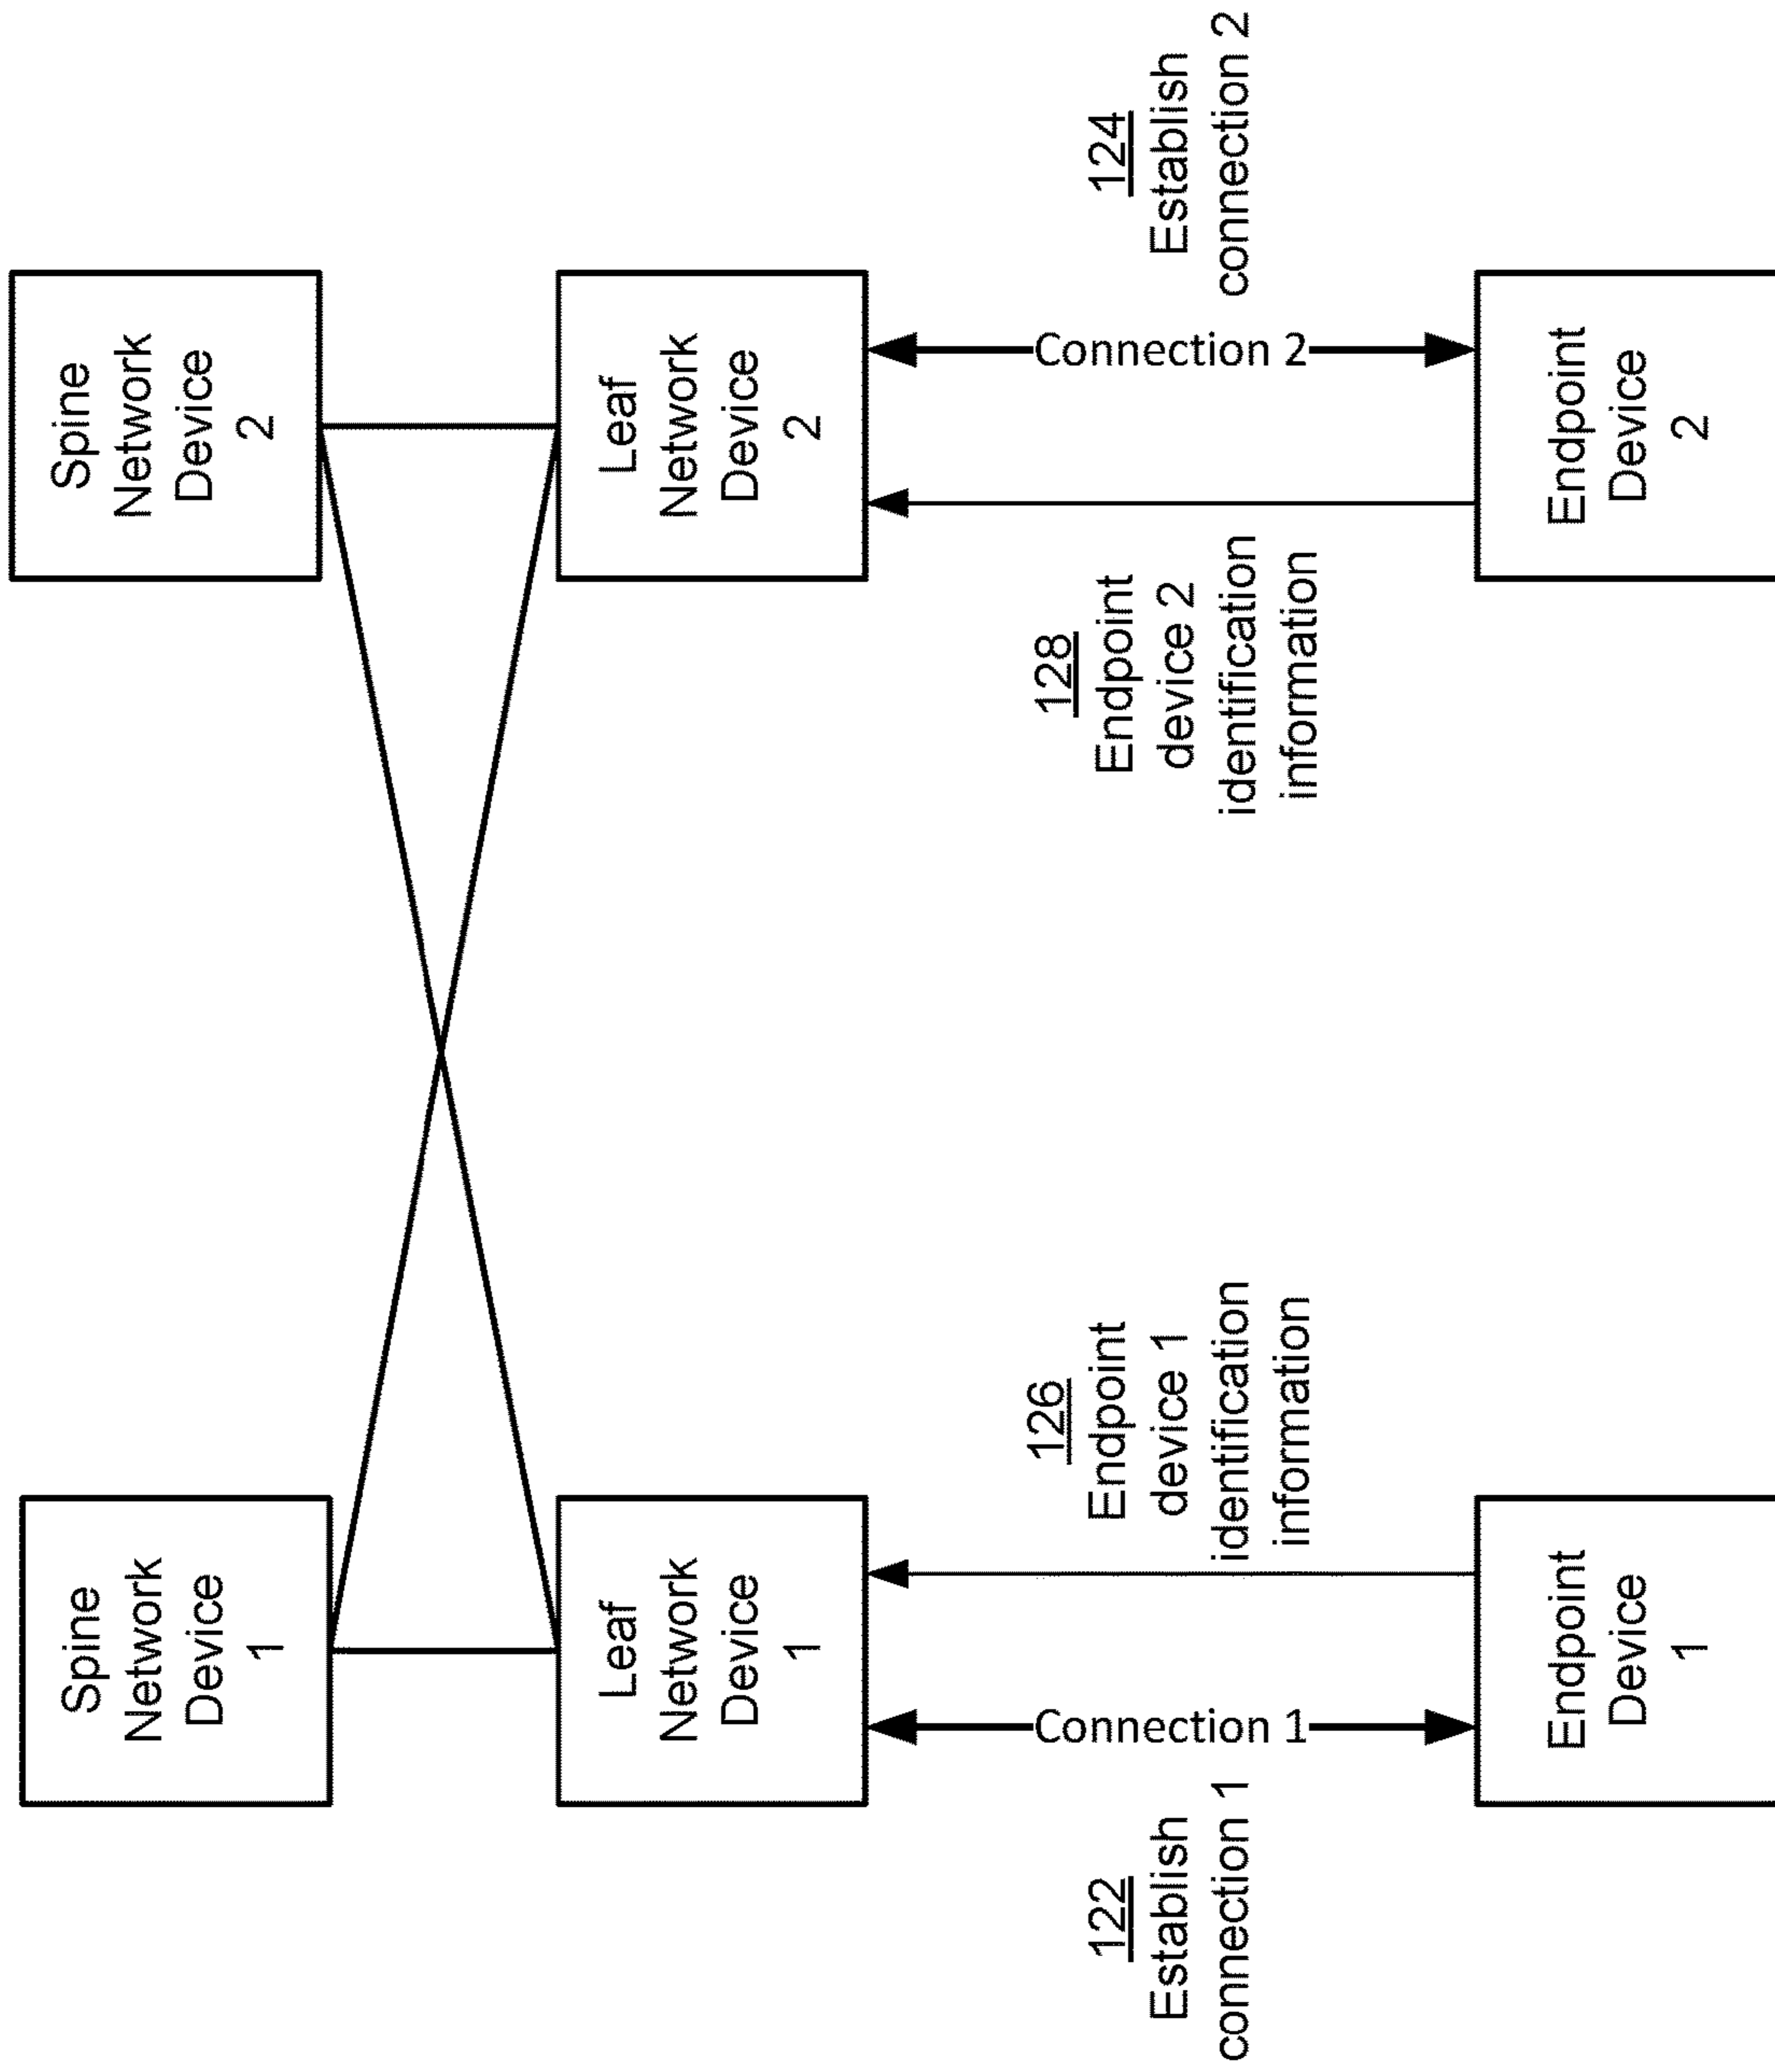 Spine
Network
Device
1
Spine
Network
Device
2
Leaf
Network
Device
1
Leaf
Network
Device
2
122
Establish
connection 1
Connection 1
126
Endpoint
device 1
identification
information
128
Endpoint
device 2
identification
information
Connection 2
124
Establish
connection 2
Endpoint
Device
1
Endpoint
Device
2